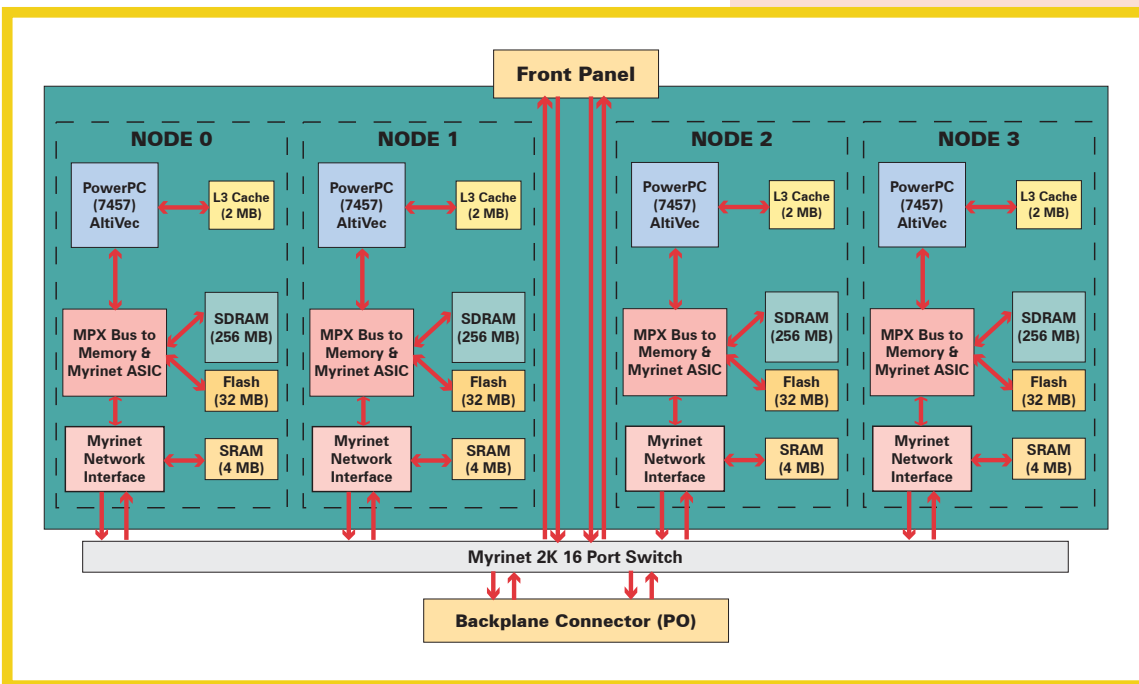 Front Panel
NODE 0
PowerPC
(7457)
AltiVec
L3 Cache
(2 MB)
MPX Bus to
Memory &
Myrinet ASIC
SDRAM
(256 MB)
Flash
(32 MB)
Myrinet
Network
Interface
SRAM
(4 MB)
NODE 1
PowerPC
(7457)
AltiVec
L3 Cache
(2 MB)
MPX Bus to
Memory &
Myrinet ASIC
SDRAM
(256 MB)
Flash
(32 MB)
Myrinet
Network
Interface
SRAM
(4 MB)
NODE 2
PowerPC
(7457)
AltiVec
L3 Cache
(2 MB)
MPX Bus to
Memory &
Myrinet ASIC
SDRAM
(256 MB)
Flash
(32 MB)
Myrinet
Network
Interface
SRAM
(4 MB)
NODE 3
PowerPC
(7457)
AltiVec
L3 Cache
(2 MB)
MPX Bus to
Memory &
Myrinet ASIC
SDRAM
(256 MB)
Flash
(32 MB)
Myrinet
Network
Interface
SRAM
(4 MB)
Myrinet 2K 16 Port Switch
Backplane Connector (PO)